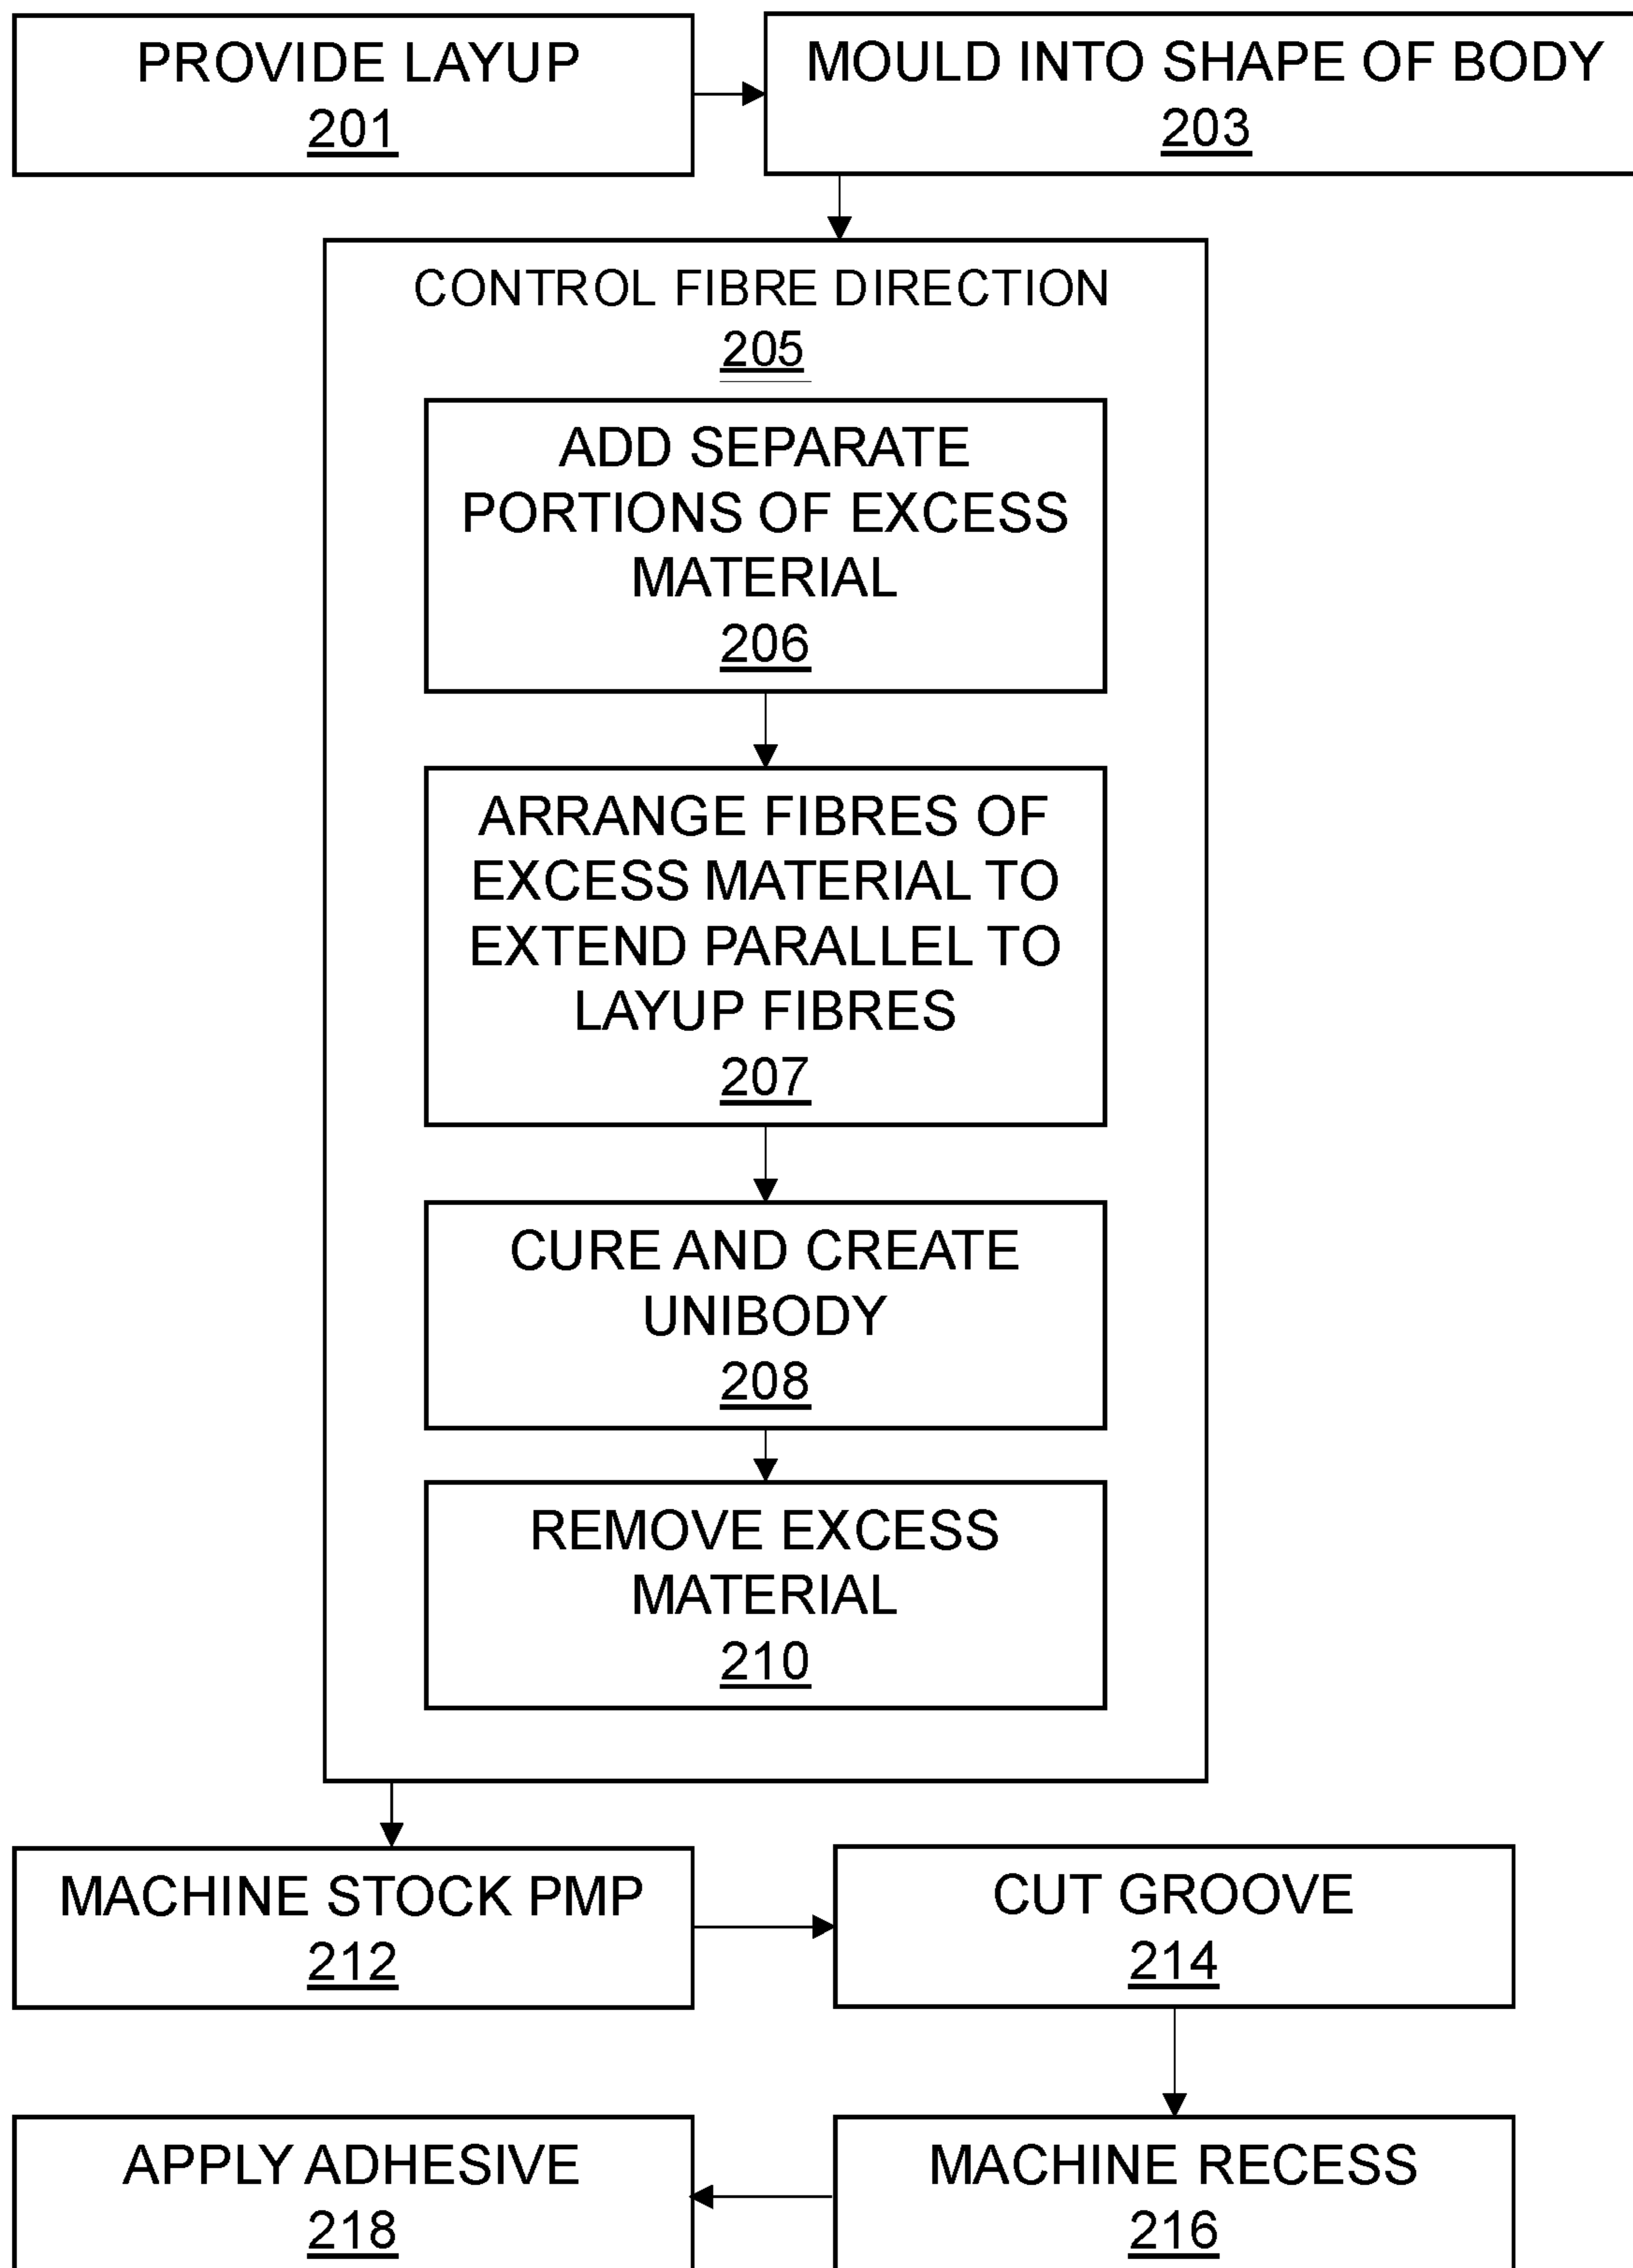 PROVIDE LAYUP
201
MOULD INTO SHAPE OF BODY
203
CONTROL FIBRE DIRECTION
205
ADD SEPARATE
PORTIONS OF EXCESS
MATERIAL
206
ARRANGE FIBRES OF
EXCESS MATERIAL TO
EXTEND PARALLEL TO
LAYUP FIBRES
207
CURE AND CREATE
UNIBODY
208
REMOVE EXCESS
MATERIAL
210
MACHINE STOCK PMP
212
CUT GROOVE
214
MACHINE RECESS
216
APPLY ADHESIVE
218